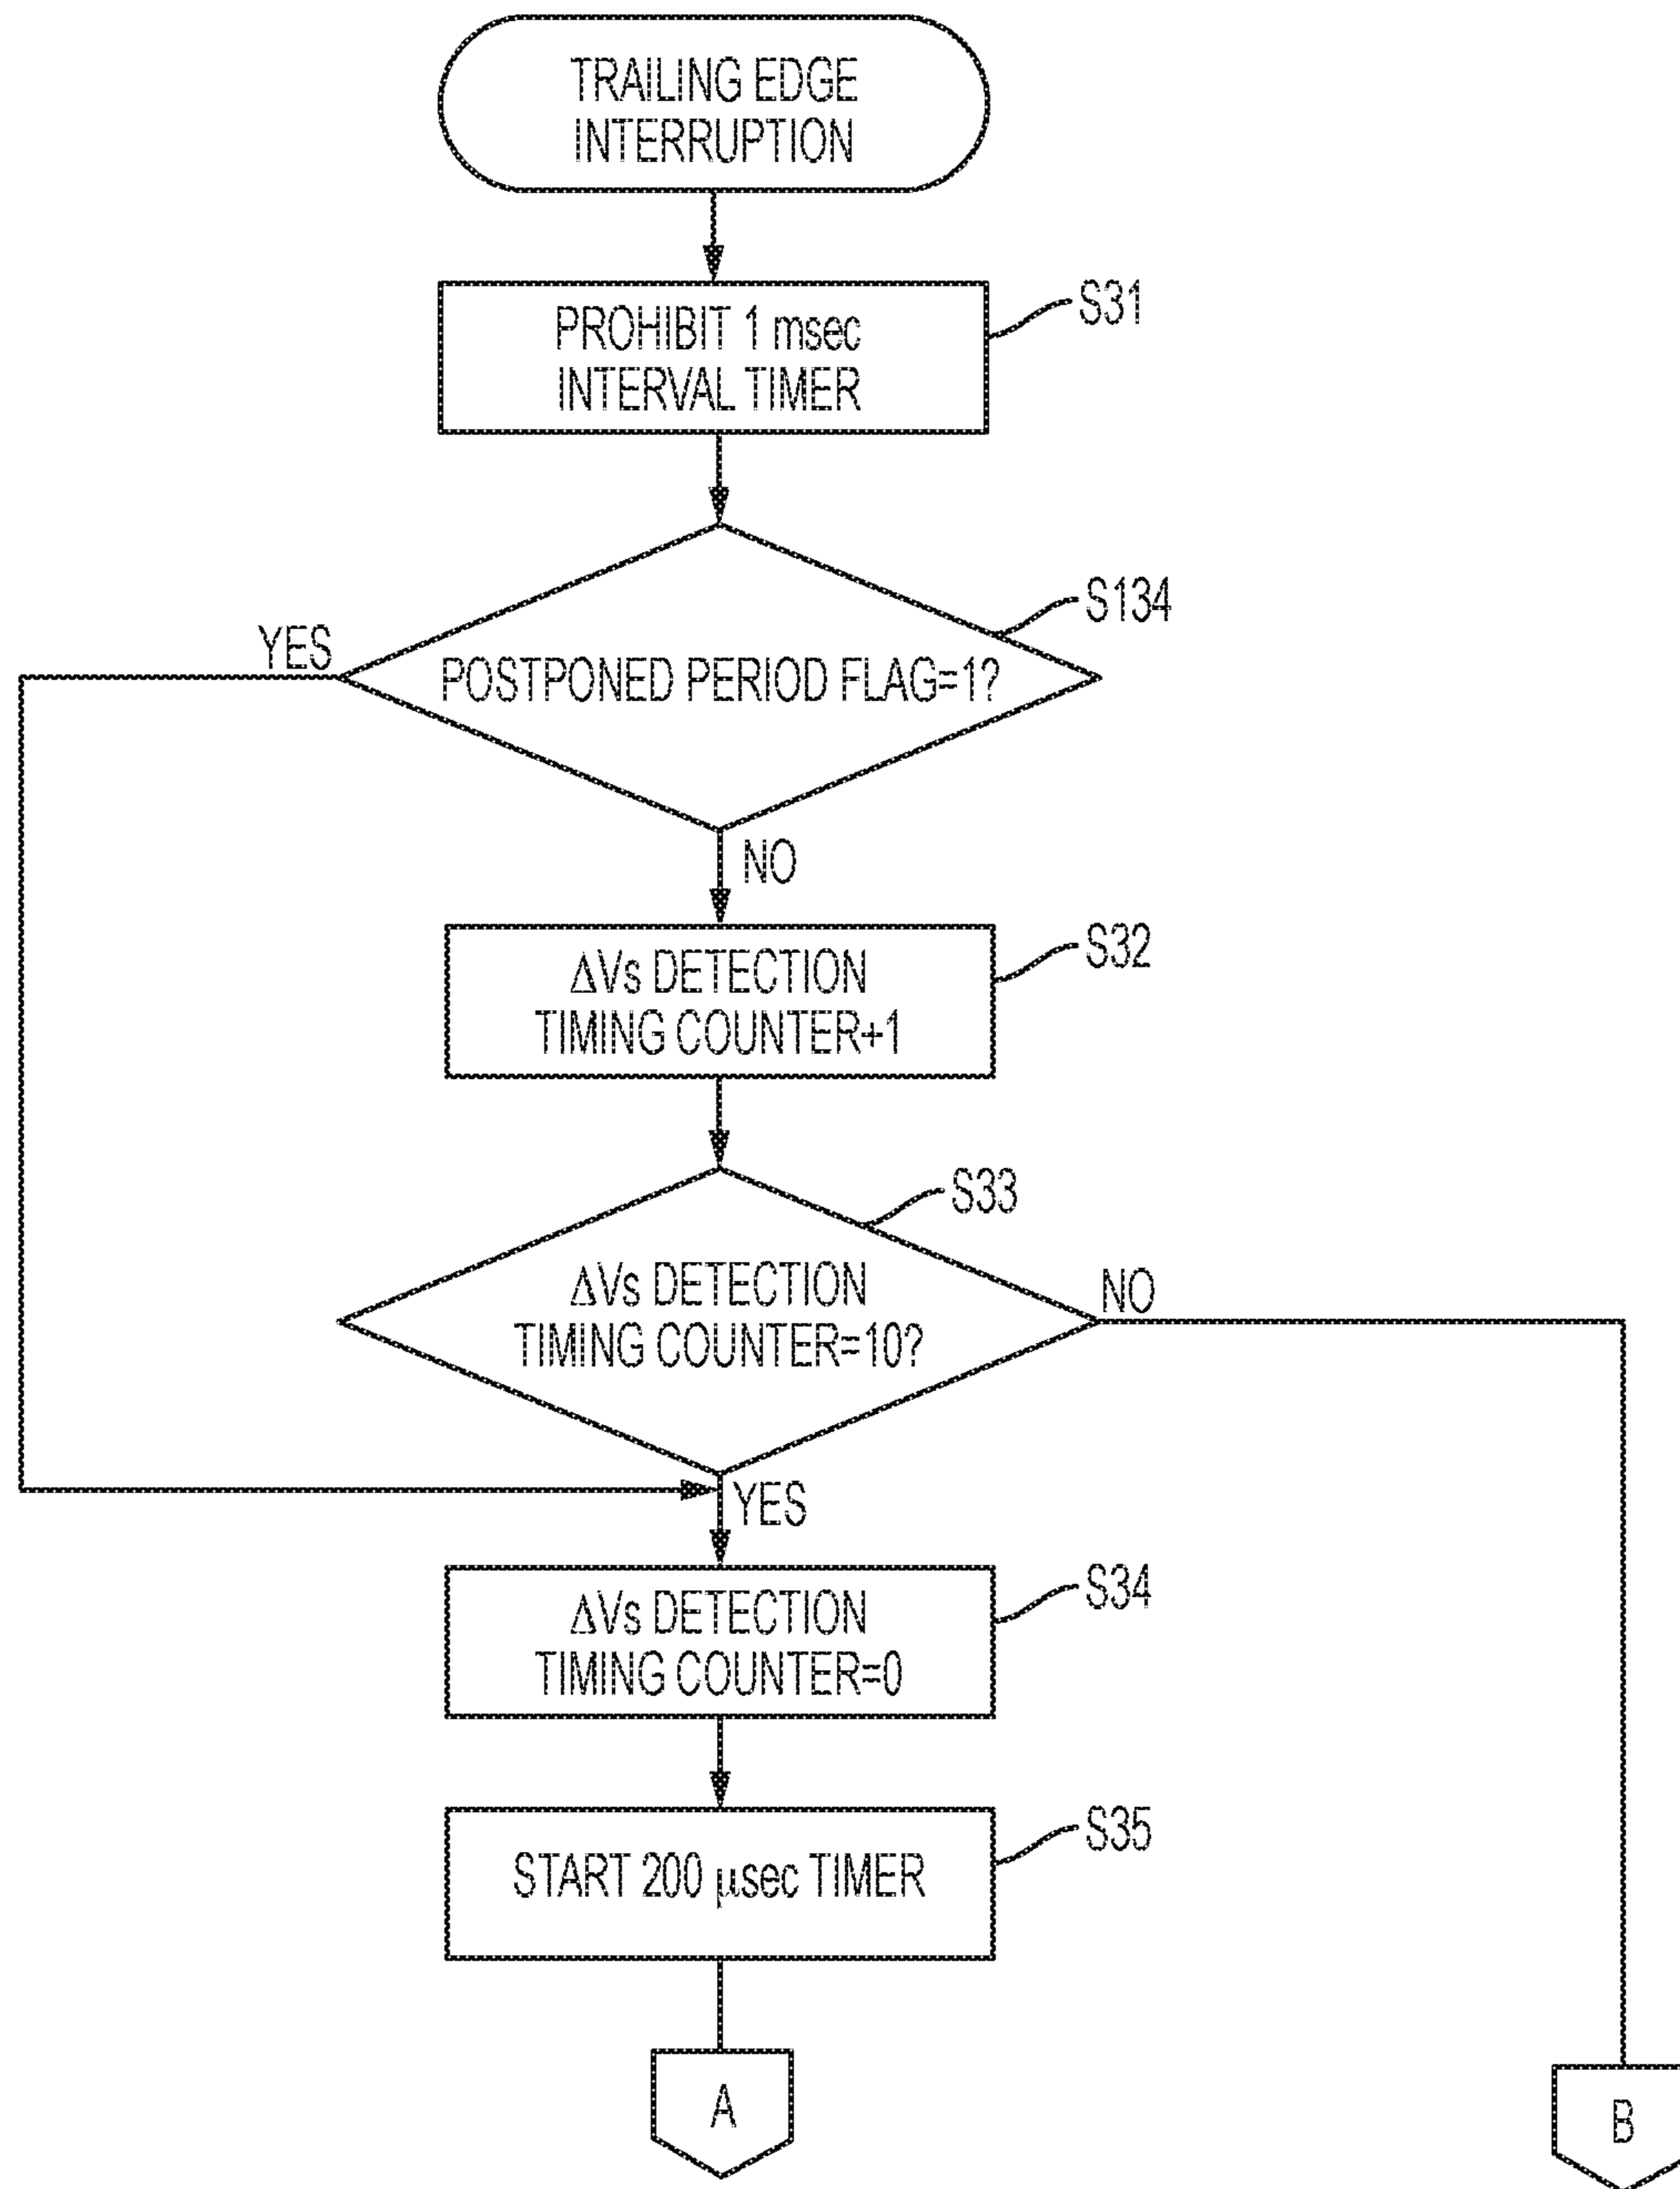 TRAILING EDGE
INTERRUPTION
PROHIBIT 1 msec
INTERVAL TIMER
S31
POSTPONED PERIOD FLAG=1?
S134
YES
NO
ΔVs DETECTION
TIMING COUNTER+1
S32
ΔVs DETECTION
TIMING COUNTER=10?
S33
NO
YES
ΔVs DETECTION
TIMING COUNTER=0
S34
START 200 μsec TIMER
S35
A
B